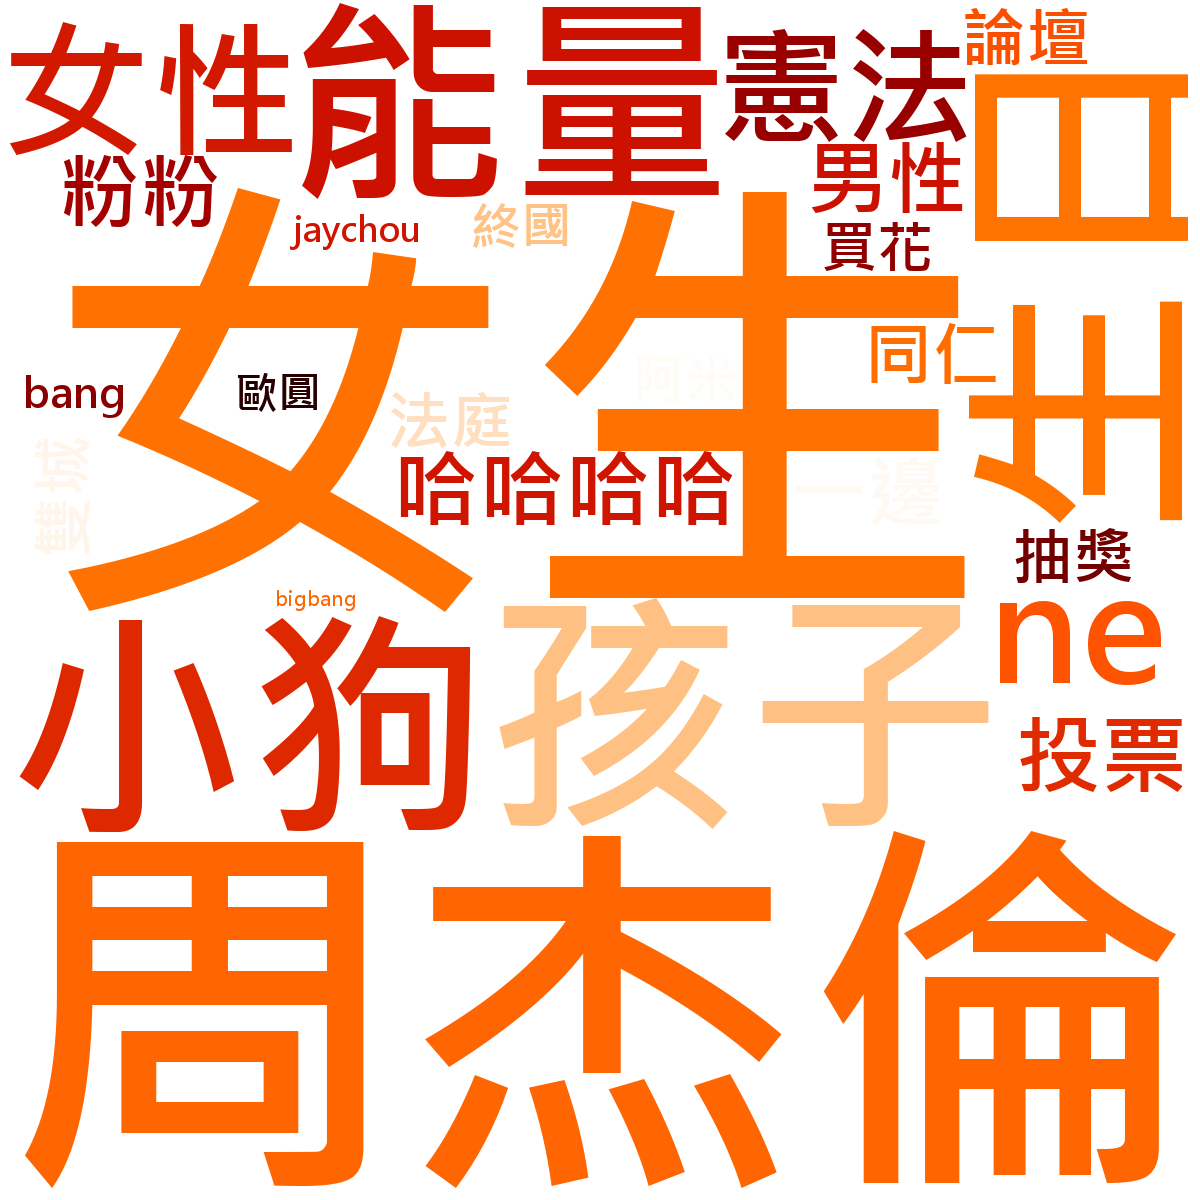 女性
能量
憲法
論壇
粉粉
男性
生日
jaychou
終國
買花
女生
阿米
同仁
bang
歐圓
法庭
雙城
哈哈哈哈
一邊
抽獎
bigbang
ne
小狗
孩子
投票
周杰倫